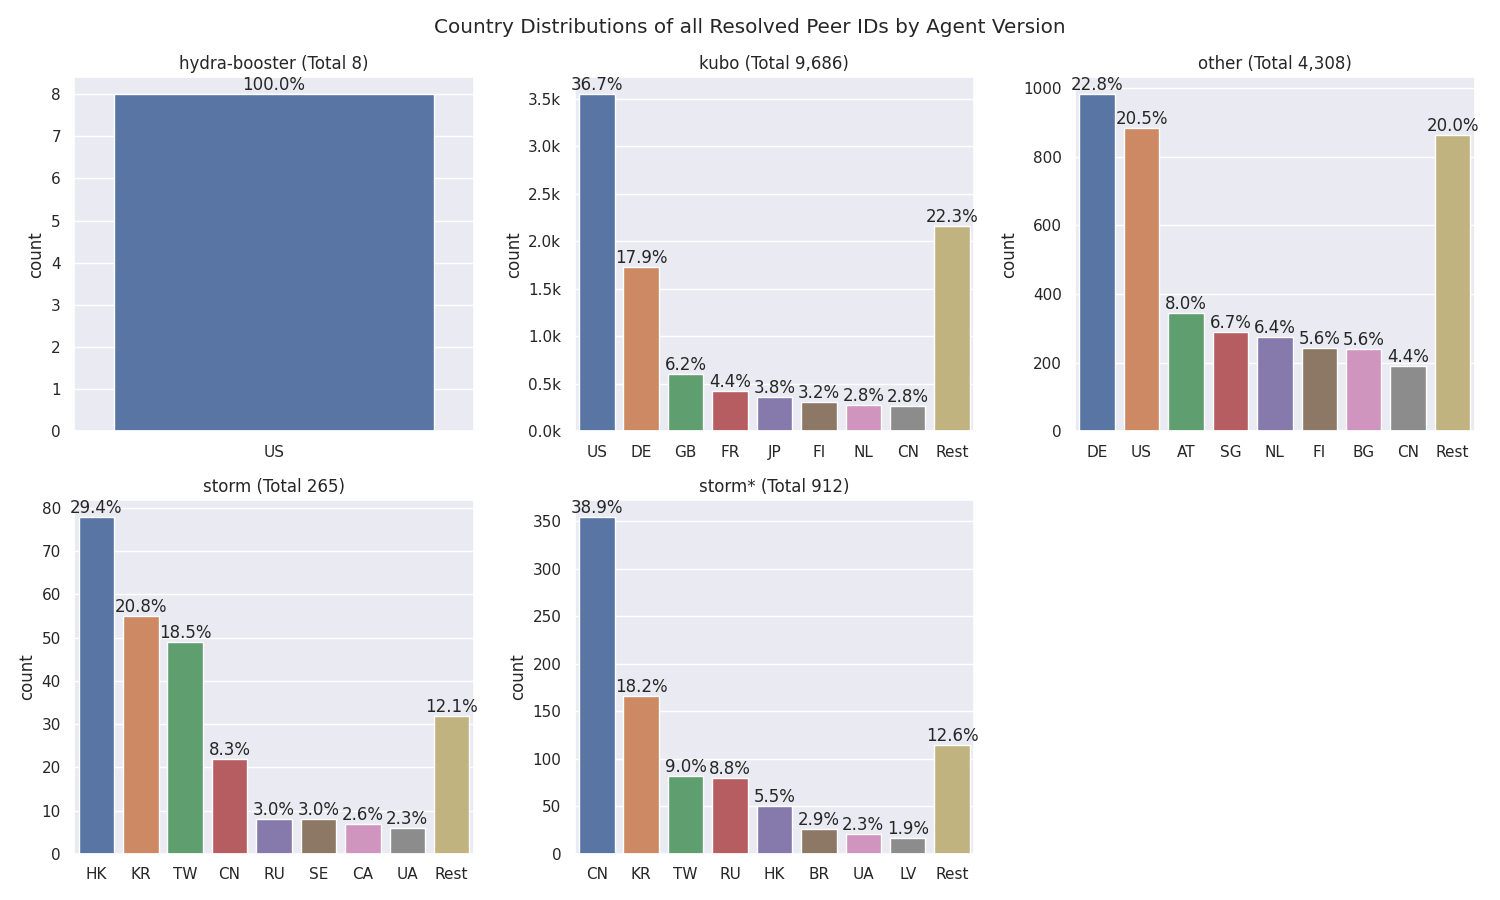 Country Distributions of all Resolved Peer IDs by Agent Version
hydra-booster (Total 8)
100.0%
8
7
6
5
4
3
2
1
0
count
US
kubo (Total 9,686)
36.7%
17.9%
6.2%
4.4%
3.8%
3.2%
2.8%
2.8%
22.3%
3.5k
3.0k
2.5k
2.0k
1.5k
1.0k
0.5k
0.0k
count
US DE GB FR JP FI NL CN Rest
other (Total 4,308)
22.8%
20.5%
8.0%
6.7%
6.4%
5.6%
5.6%
4.4%
20.0%
1000
800
600
400
200
0
count
DE US AT SG NL FI BG CN Rest
storm (Total 265)
29.4%
20.8%
18.5%
8.3%
3.0%
3.0%
2.6%
2.3%
12.1%
80
70
60
50
40
30
20
10
0
count
HK KR TW CN RU SE CA UA Rest
storm* (Total 912)
38.9%
18.2%
9.0%
8.8%
5.5%
2.9%
2.3%
1.9%
12.6%
350
300
250
200
150
100
50
0
count
CN KR TW RU HK BR UA LV Rest